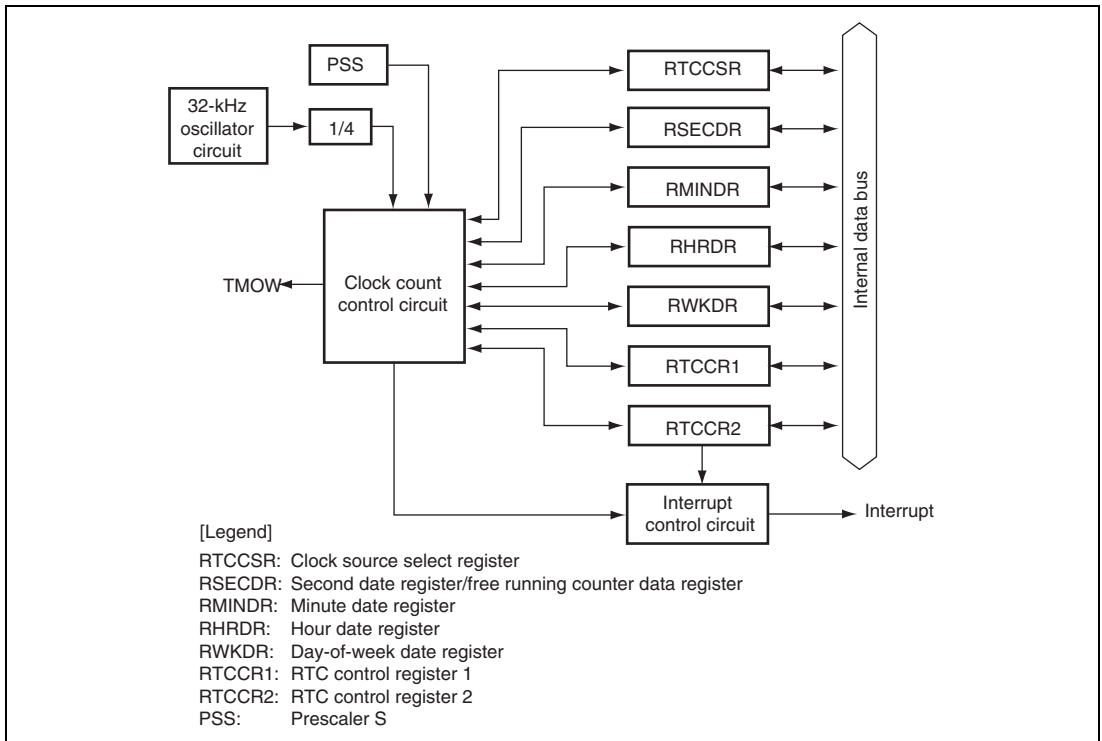 PSS
32-kHz
oscillator
circuit
1/4
RTCCSR
RSECDR
RMINDR
RHRDR
RWKDR
RTCCR1
RTCCR2
Internal data bus
TMOW
Clock count
control circuit
Interrupt
control circuit
Interrupt
[Legend]
RTCCSR: Clock source select register
RSECDR: Second date register/free running counter data register
RMINDR: Minute date register
RHRDR: Hour date register
RWKDR: Day-of-week date register
RTCCR1: RTC control register 1
RTCCR2: RTC control register 2
PSS: Prescaler S